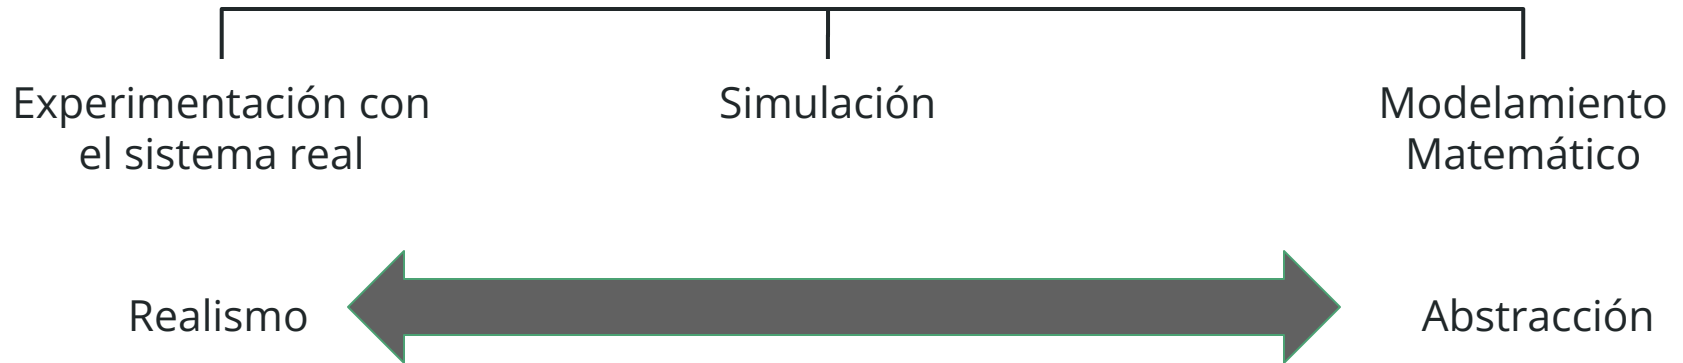 Experimentación con
el sistema real
Simulación
Modelamiento
Matemático
Realismo
Abstracción